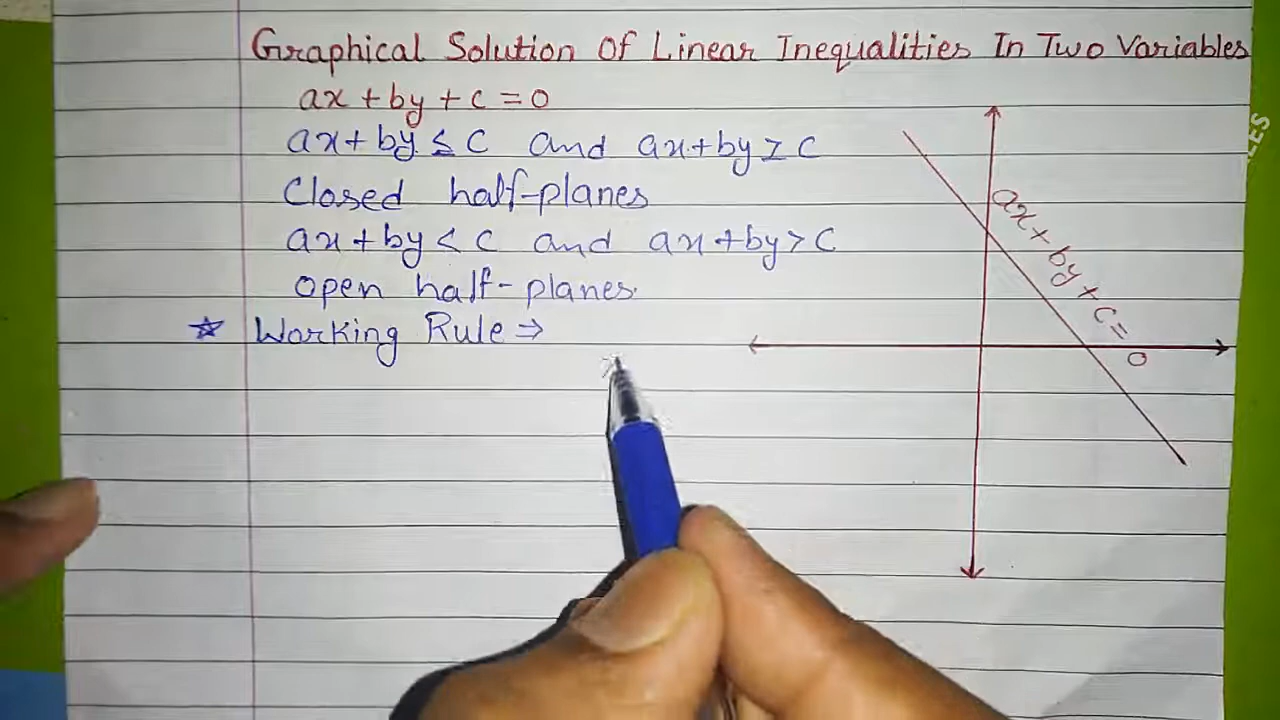 Graphical Solution Of Linear Inequalities In Two Variables
ax + by + c = 0
ax + by ≤ c and ax + by ≥ c
Closed half-planes
ax + by < c and ax + by > c
open half-planes.
☆ Working Rule ⇒
ax + by + c = 0